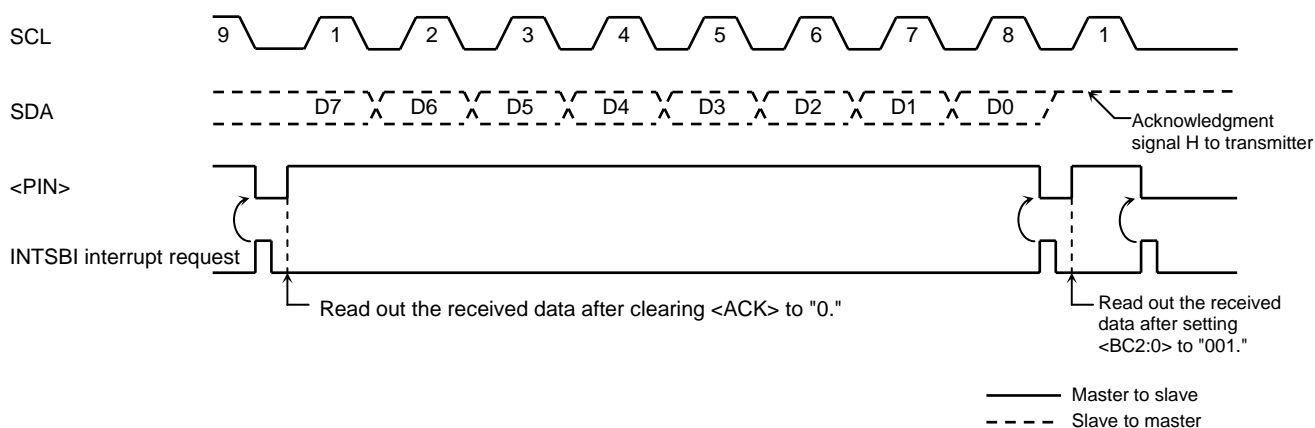 SCL 9 1 2 3 4 5 6 7 8 1
SDA D7 D6 D5 D4 D3 D2 D1 D0
Acknowledgment
signal H to transmitter
<PIN>
INTSBI interrupt request
Read out the received data after clearing <ACK> to "0."
Read out the received
data after setting
<BC2:0> to "001."
Master to slave
Slave to master